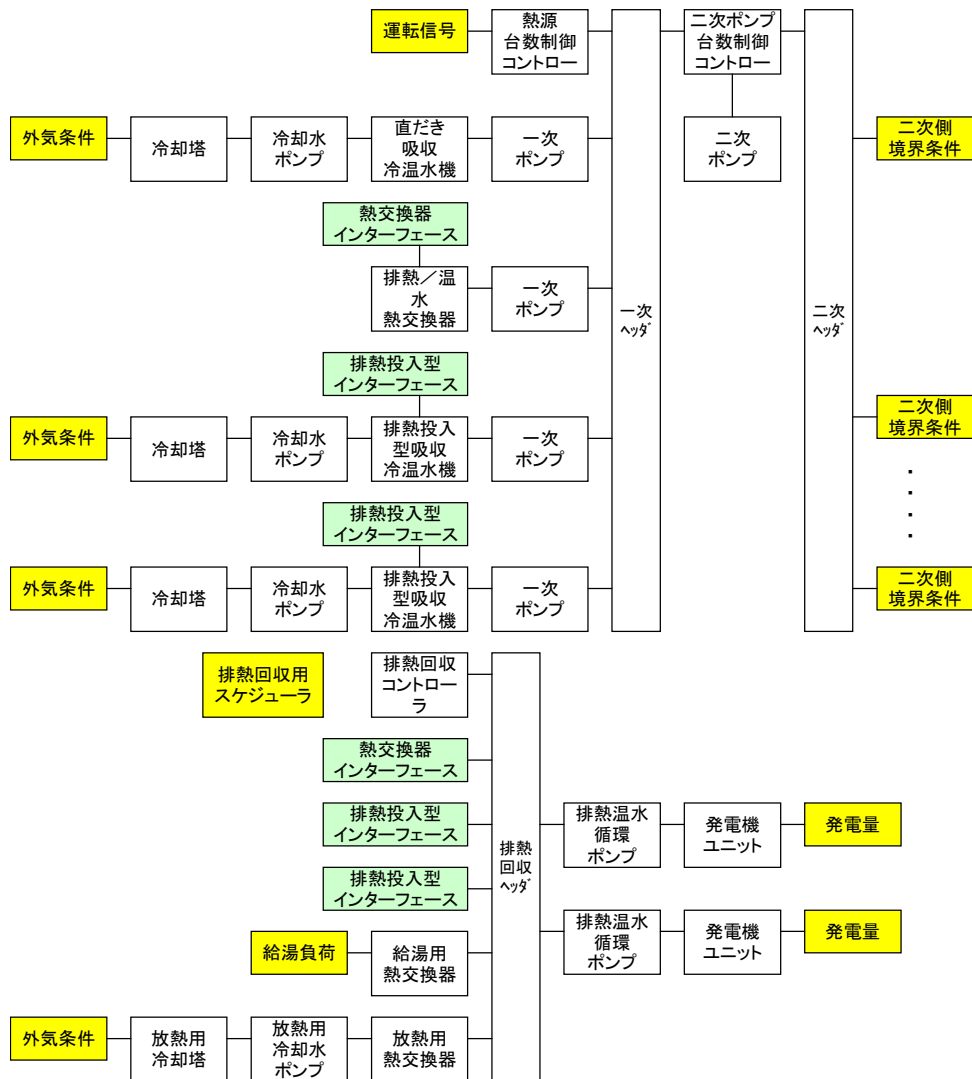 運転信号
熱源
台数制御
コントロー
二次ポンプ
台数制御
コントロー
外気条件
冷却塔
冷却水
ポンプ
直だき
吸収
冷温水機
一次
ポンプ
二次
ポンプ
二次側
境界条件
熱交換器
インターフェース
排熱／温
水
熱交換器
一次
ポンプ
一次
ヘッダ
二次
ヘッダ
排熱投入型
インターフェース
外気条件
冷却塔
冷却水
ポンプ
排熱投入
型吸収
冷温水機
一次
ポンプ
二次側
境界条件
・
・
・
・
排熱投入型
インターフェース
外気条件
冷却塔
冷却水
ポンプ
排熱投入
型吸収
冷温水機
一次
ポンプ
二次側
境界条件
排熱回収用
スケジューラ
排熱回収
コントロー
ラ
熱交換器
インターフェース
排熱投入型
インターフェース
排熱投入型
インターフェース
排熱
回収
ヘッダ
排熱温水
循環
ポンプ
発電機
ユニット
発電量
排熱温水
循環
ポンプ
発電機
ユニット
発電量
給湯負荷
給湯用
熱交換器
外気条件
放熱用
冷却塔
放熱用
冷却水
ポンプ
放熱用
熱交換器